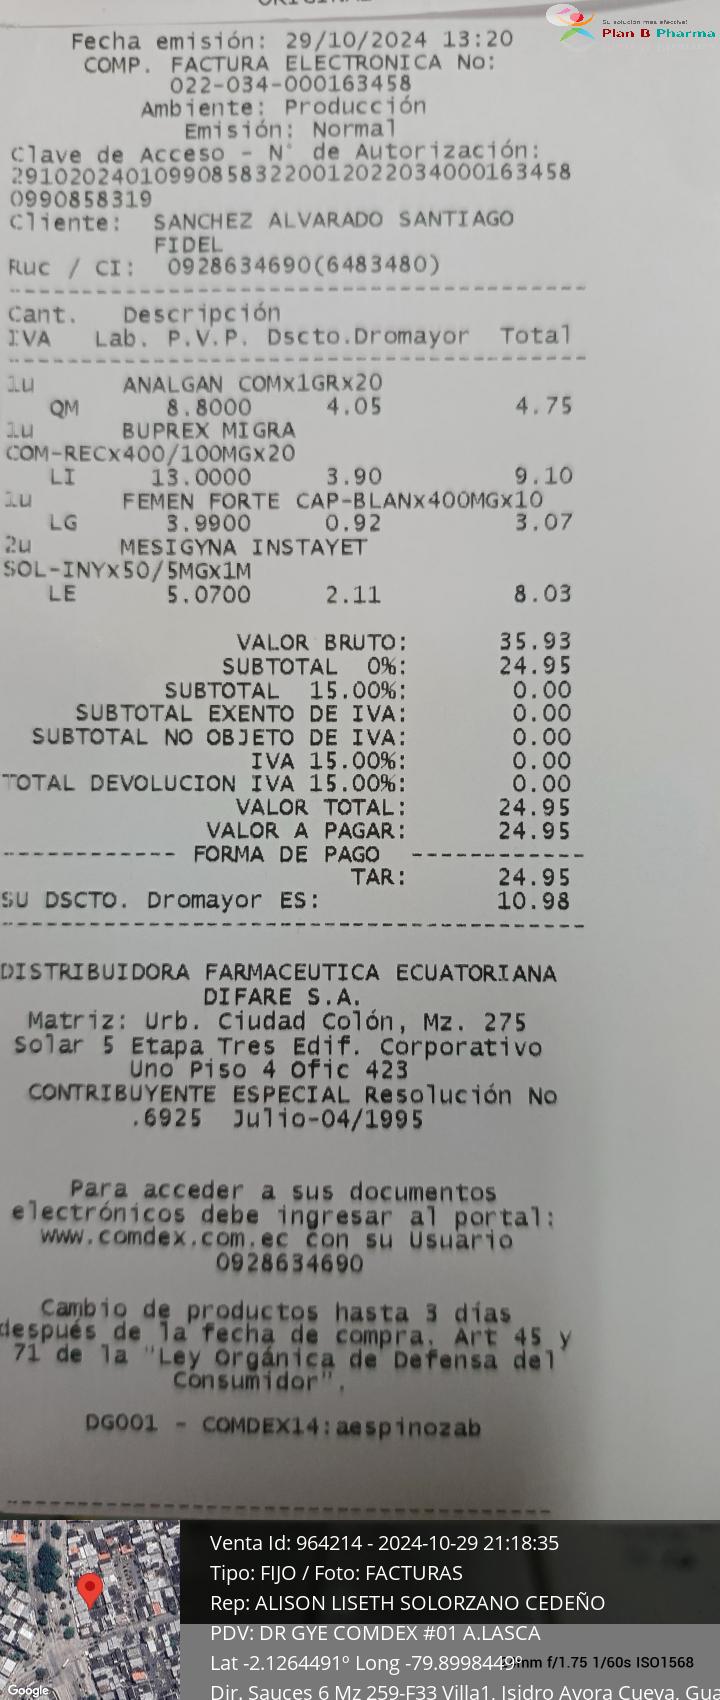 Su solución más efectiva!
Plan B Pharma
Fecha emisión: 29/10/2024 13:20
COMP. FACTURA ELECTRONICA No:
022-034-000163458
Ambiente: Producción
Emisión: Normal
Clave de Acceso - N° de Autorización:
291020240109908583220012022034000163458
0990858319
Cliente: SANCHEZ ALVARADO SANTIAGO
FIDEL
Ruc / CI: 0928634690(6483480)
Cant. Descripción
IVA Lab. P.V.P. Dscto.Dromayor Total
1u ANALGAN COMx1GRx20
QM 8.8000 4.05 4.75
1u BUPREX MIGRA
COM-RECx400/100MGx20
LI 13.0000 3.90 9.10
1u FEMEN FORTE CAP-BLANx400MGx10
LG 3.9900 0.92 3.07
2u MESIGYNA INSTAYET
SOL-INYx50/5MGx1M
LE 5.0700 2.11 8.03
VALOR BRUTO: 35.93
SUBTOTAL 0%: 24.95
SUBTOTAL 15.00%: 0.00
SUBTOTAL EXENTO DE IVA: 0.00
SUBTOTAL NO OBJETO DE IVA: 0.00
IVA 15.00%: 0.00
TOTAL DEVOLUCION IVA 15.00%: 0.00
VALOR TOTAL: 24.95
VALOR A PAGAR: 24.95
------------ FORMA DE PAGO ------------
TAR: 24.95
SU DSCTO. Dromayor ES: 10.98
DISTRIBUIDORA FARMACEUTICA ECUATORIANA
DIFARE S.A.
Matriz: Urb. Ciudad Colón, Mz. 275
Solar 5 Etapa Tres Edif. Corporativo
Uno Piso 4 Ofic 423
CONTRIBUYENTE ESPECIAL Resolución No
.6925 Julio-04/1995
Para acceder a sus documentos
electrónicos debe ingresar al portal:
www.comdex.com.ec con su Usuario
0928634690
Cambio de productos hasta 3 días
después de la fecha de compra. Art 45 y
71 de la "Ley Orgánica de Defensa del
Consumidor".
DG001 - COMDEX14:aespinozab
Venta Id: 964214 - 2024-10-29 21:18:35
Tipo: FIJO / Foto: FACTURAS
Rep: ALISON LISETH SOLORZANO CEDEÑO
PDV: DR GYE COMDEX #01 A.LASCA
Lat -2.1264491º Long
f/1.75 1/60s ISO1568
Dir. Sauces 6 Mz 259-F33 Villa1, Isidro Ayora Cueva,
Google